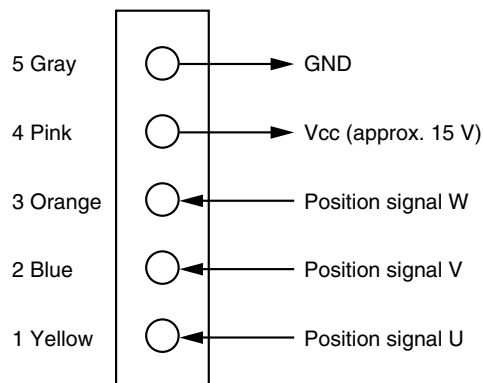 5 Gray GND
4 Pink Vcc (approx. 15 V)
3 Orange Position signal W
2 Blue Position signal V
1 Yellow Position signal U